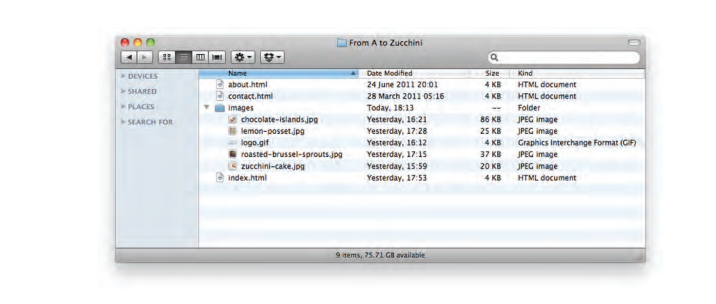 From A to Zucchini
DEVICES
SHARED
PLACES
SEARCH FOR
Name Date Modified Size Kind
about.html 24 June 2011 20:01 4 KB HTML document
contact.html 28 March 2011 05:16 4 KB HTML document
images Today, 18:13 -- Folder
chocolate-islands.jpg Yesterday, 16:21 86 KB JPEG image
lemon-posset.jpg Yesterday, 17:28 25 KB JPEG image
logo.gif Yesterday, 16:12 4 KB Graphics Interchange Format (GIF)
roasted-brussel-sprouts.jpg Yesterday, 17:15 37 KB JPEG image
zucchini-cake.jpg Yesterday, 15:59 20 KB JPEG image
index.html Yesterday, 17:53 4 KB HTML document
9 items, 75.71 GB available